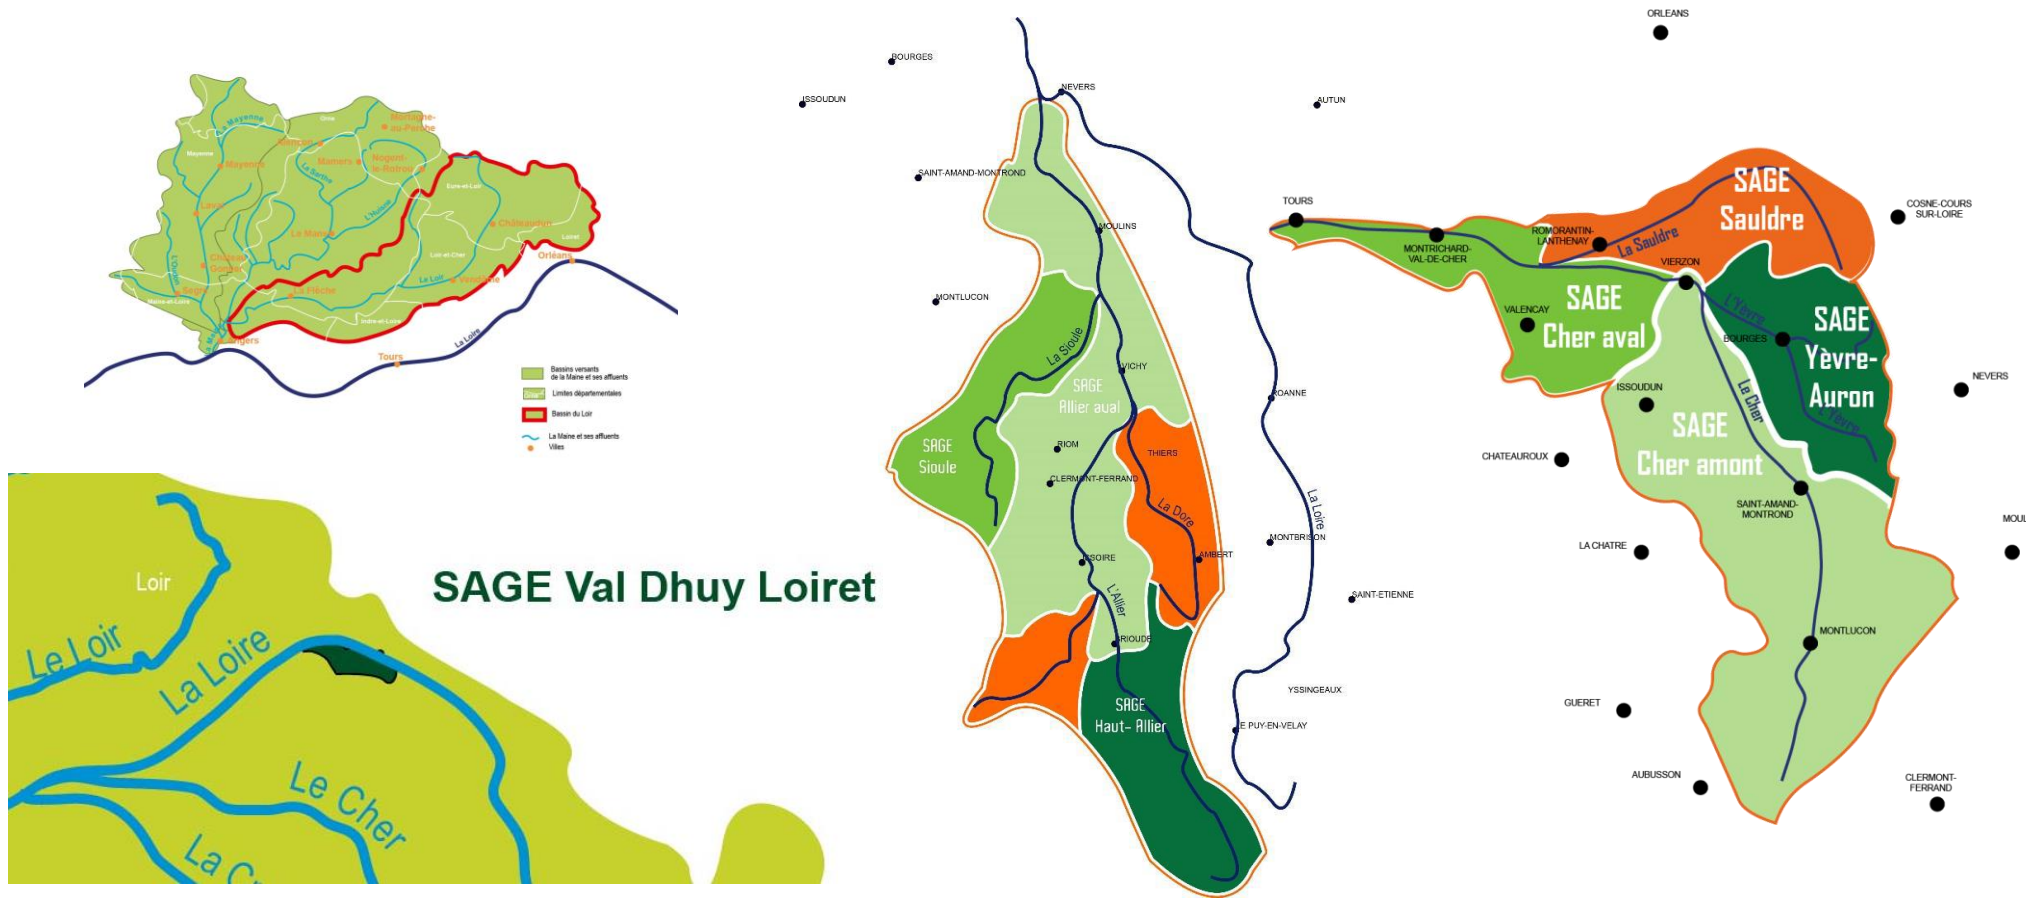 La Mayenne
Orne
Mortagne-
au-Perche
Alençon
Mayenne
Mayenne
Mamers
Nogent-
le-Rotrou
La Sarthe
Eure-et-Loir
Laval
L'Huisne
Châteaudun
Le Mans
Loiret
L'Oudon
Château-
Gontier
Loir-et-Cher
Orléans
Segré
La Flèche
Le Loir
Vendôme
Maine-et-Loire
Indre-et-Loire
Angers
La Loire
Tours
Bassins versants
de la Maine et ses affluents
Limites départementales
Bassin du Loir
La Maine et ses affluents
Villes
Loir
Le Loir
La Loire
Le Cher
SAGE Val Dhuy Loiret
BOURGES
ISSOUDUN
NEVERS
AUTUN
SAINT-AMAND-MONTROND
MOULINS
MONTLUCON
La Sioule
VICHY
SAGE
Allier aval
ROANNE
SAGE
Sioule
RIOM
THIERS
CLERMONT-FERRAND
La Dore
La Loire
ISSOIRE
AMBERT
MONTBRISON
L'Allier
SAINT-ETIENNE
BRIOUDE
YSSINGEAUX
SAGE
Haut- Allier
LE PUY-EN-VELAY
ORLEANS
SAGE
Sauldre
TOURS
COSNE-COURS
SUR-LOIRE
ROMORANTIN-
LANTHENAY
La Sauldre
MONTRICHARD-
VAL-DE-CHER
VIERZON
SAGE
Cher aval
VALENCAY
L'Yèvre
SAGE
Yèvre-
Auron
BOURGES
NEVERS
ISSOUDUN
Le Cher
L'Yèvre
SAGE
Cher amont
CHATEAUROUX
SAINT-AMAND-
MONTROND
MOUL
LA CHATRE
MONTLUCON
GUERET
AUBUSSON
CLERMONT-
FERRAND